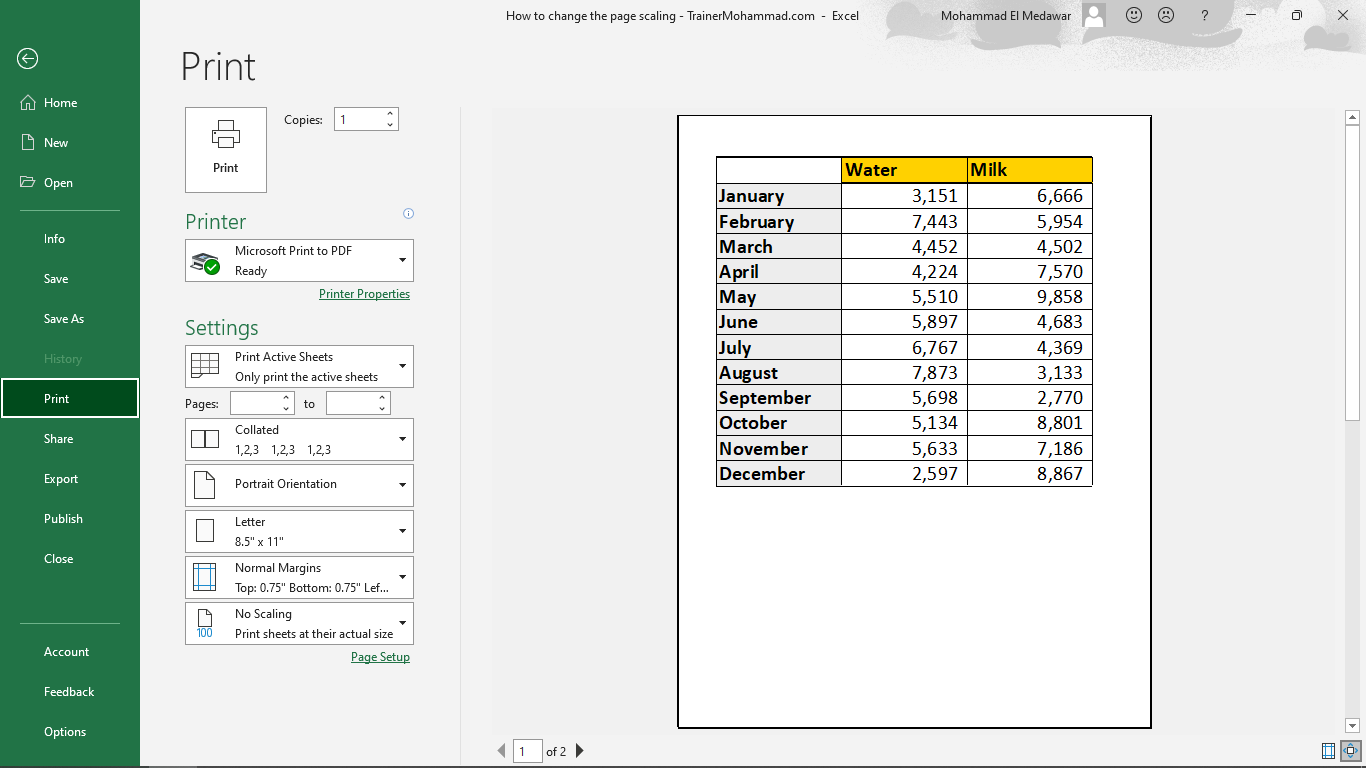 How to change the page scaling - TrainerMohammad.com - Excel
Mohammad El Medawar
?
Home
New
Open
Info
Save
Save As
History
Print
Share
Export
Publish
Close
Account
Feedback
Options
Print
Print
Copies: 1
Printer
Microsoft Print to PDF
Ready
Printer Properties
Settings
Print Active Sheets
Only print the active sheets
Pages: to
Collated
1,2,3 1,2,3 1,2,3
Portrait Orientation
Letter
8.5" x 11"
Normal Margins
Top: 0.75" Bottom: 0.75" Lef...
100
No Scaling
Print sheets at their actual size
Page Setup
Water Milk
January 3,151 6,666
February 7,443 5,954
March 4,452 4,502
April 4,224 7,570
May 5,510 9,858
June 5,897 4,683
July 6,767 4,369
August 7,873 3,133
September 5,698 2,770
October 5,134 8,801
November 5,633 7,186
December 2,597 8,867
1 of 2